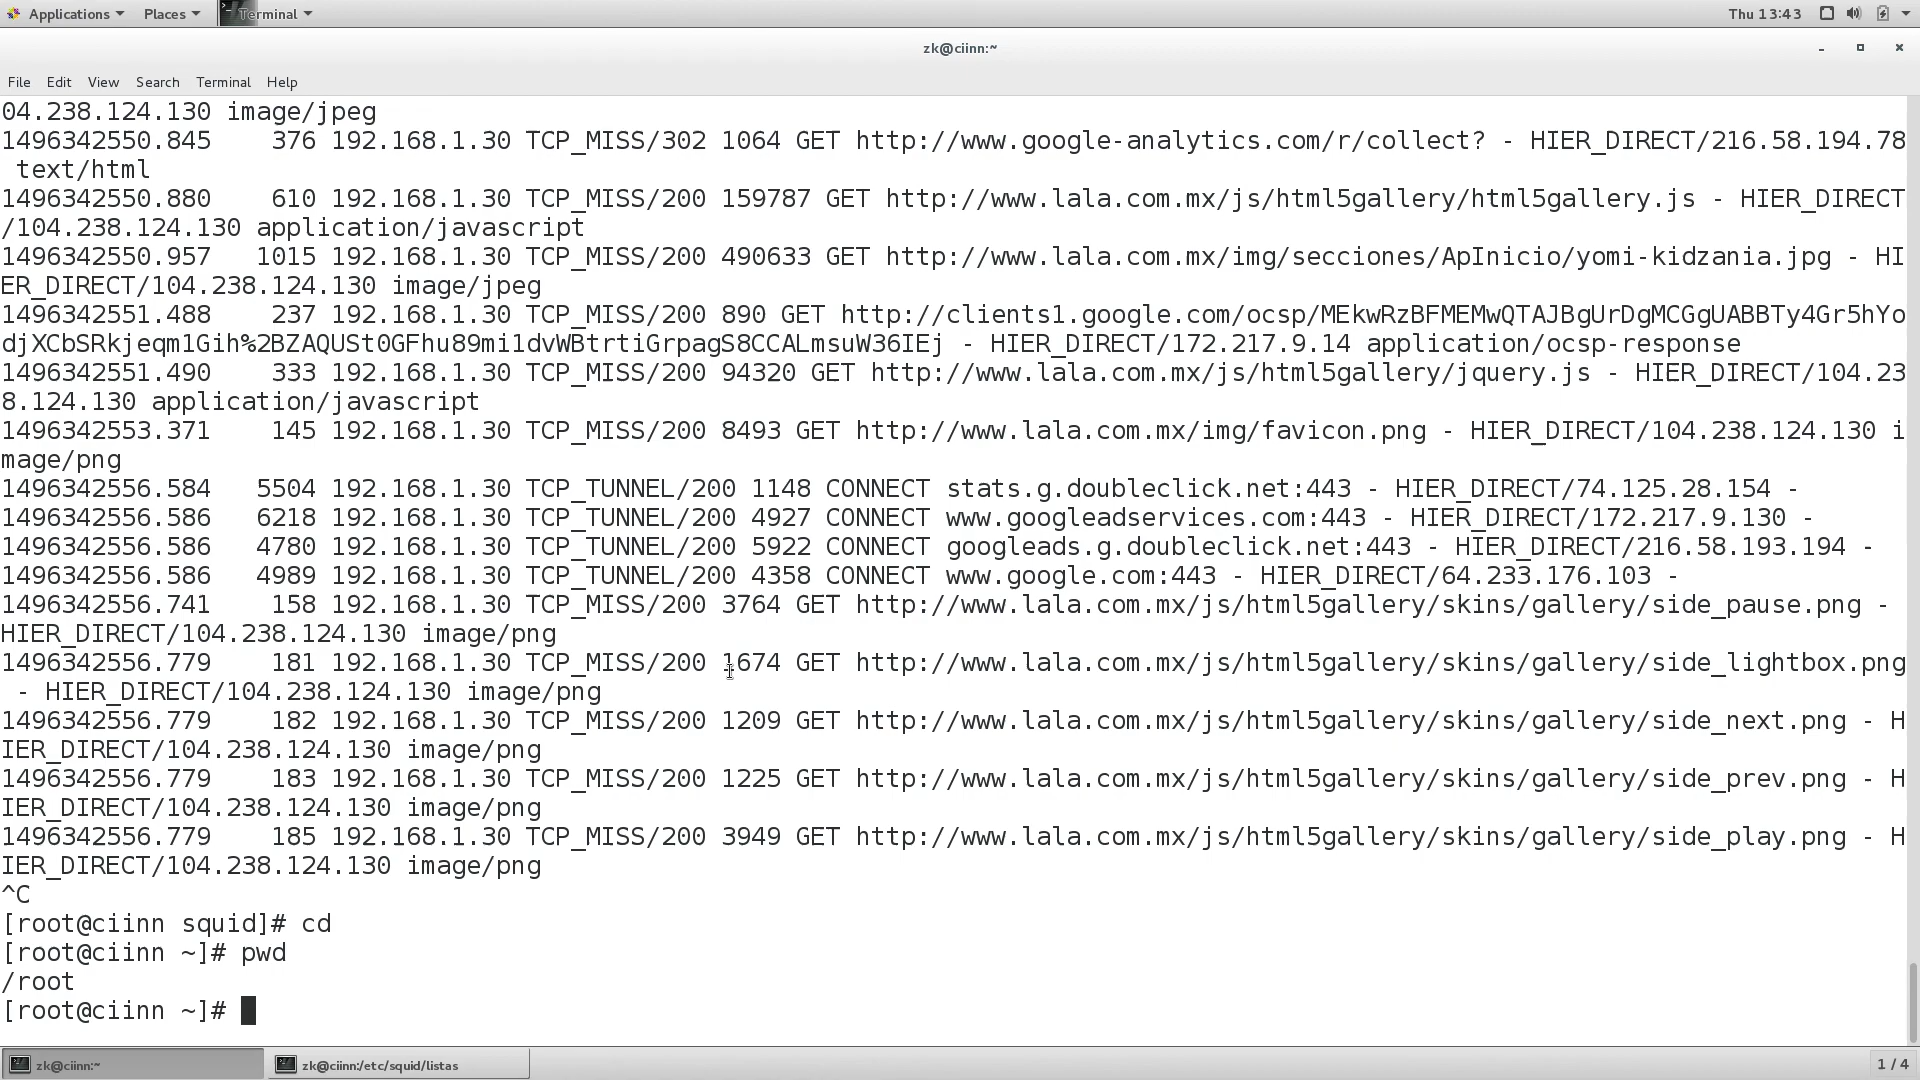 Applications Places Terminal Thu 13:43
zk@ciinn:~
File Edit View Search Terminal Help
04.238.124.130 image/jpeg
1496342550.845    376 192.168.1.30 TCP_MISS/302 1064 GET http://www.google-analytics.com/r/collect? - HIER_DIRECT/216.58.194.78
 text/html
1496342550.880    610 192.168.1.30 TCP_MISS/200 159787 GET http://www.lala.com.mx/js/html5gallery/html5gallery.js - HIER_DIRECT
/104.238.124.130 application/javascript
1496342550.957   1015 192.168.1.30 TCP_MISS/200 490633 GET http://www.lala.com.mx/img/secciones/ApInicio/yomi-kidzania.jpg - HI
ER_DIRECT/104.238.124.130 image/jpeg
1496342551.488    237 192.168.1.30 TCP_MISS/200 890 GET http://clients1.google.com/ocsp/MEkwRzBFMEMwQTAJBgUrDgMCGgUABBTy4Gr5hYo
djXCbSRkjeqm1Gih%2BZAQUSt0GFhu89mi1dvWBtrtiGrpagS8CCALmsuW36IEj - HIER_DIRECT/172.217.9.14 application/ocsp-response
1496342551.490    333 192.168.1.30 TCP_MISS/200 94320 GET http://www.lala.com.mx/js/html5gallery/jquery.js - HIER_DIRECT/104.23
8.124.130 application/javascript
1496342553.371    145 192.168.1.30 TCP_MISS/200 8493 GET http://www.lala.com.mx/img/favicon.png - HIER_DIRECT/104.238.124.130 i
mage/png
1496342556.584   5504 192.168.1.30 TCP_TUNNEL/200 1148 CONNECT stats.g.doubleclick.net:443 - HIER_DIRECT/74.125.28.154 -
1496342556.586   6218 192.168.1.30 TCP_TUNNEL/200 4927 CONNECT www.googleadservices.com:443 - HIER_DIRECT/172.217.9.130 -
1496342556.586   4780 192.168.1.30 TCP_TUNNEL/200 5922 CONNECT googleads.g.doubleclick.net:443 - HIER_DIRECT/216.58.193.194 -
1496342556.586   4989 192.168.1.30 TCP_TUNNEL/200 4358 CONNECT www.google.com:443 - HIER_DIRECT/64.233.176.103 -
1496342556.741    158 192.168.1.30 TCP_MISS/200 3764 GET http://www.lala.com.mx/js/html5gallery/skins/gallery/side_pause.png -
HIER_DIRECT/104.238.124.130 image/png
1496342556.779    181 192.168.1.30 TCP_MISS/200 1674 GET http://www.lala.com.mx/js/html5gallery/skins/gallery/side_lightbox.png
 - HIER_DIRECT/104.238.124.130 image/png
1496342556.779    182 192.168.1.30 TCP_MISS/200 1209 GET http://www.lala.com.mx/js/html5gallery/skins/gallery/side_next.png - H
IER_DIRECT/104.238.124.130 image/png
1496342556.779    183 192.168.1.30 TCP_MISS/200 1225 GET http://www.lala.com.mx/js/html5gallery/skins/gallery/side_prev.png - H
IER_DIRECT/104.238.124.130 image/png
1496342556.779    185 192.168.1.30 TCP_MISS/200 3949 GET http://www.lala.com.mx/js/html5gallery/skins/gallery/side_play.png - H
IER_DIRECT/104.238.124.130 image/png
^C
[root@ciinn squid]# cd
[root@ciinn ~]# pwd
/root
[root@ciinn ~]#
zk@ciinn:~ zk@ciinn:/etc/squid/listas 1 / 4